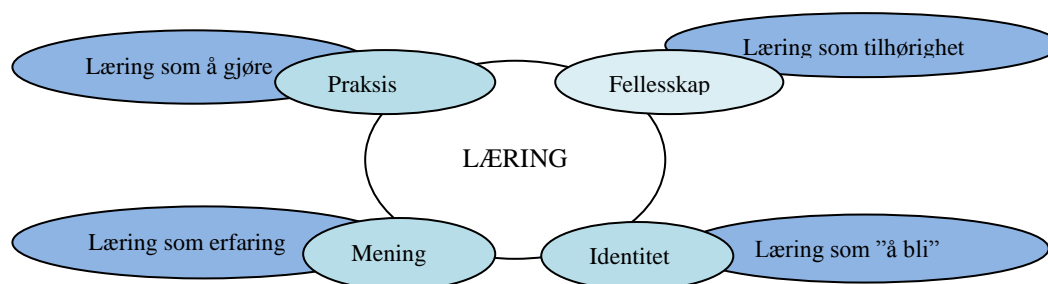 Læring som å gjøre
Praksis
Fellesskap
Læring som tilhørighet
LÆRING
Læring som erfaring
Mening
Identitet
Læring som ”å bli”